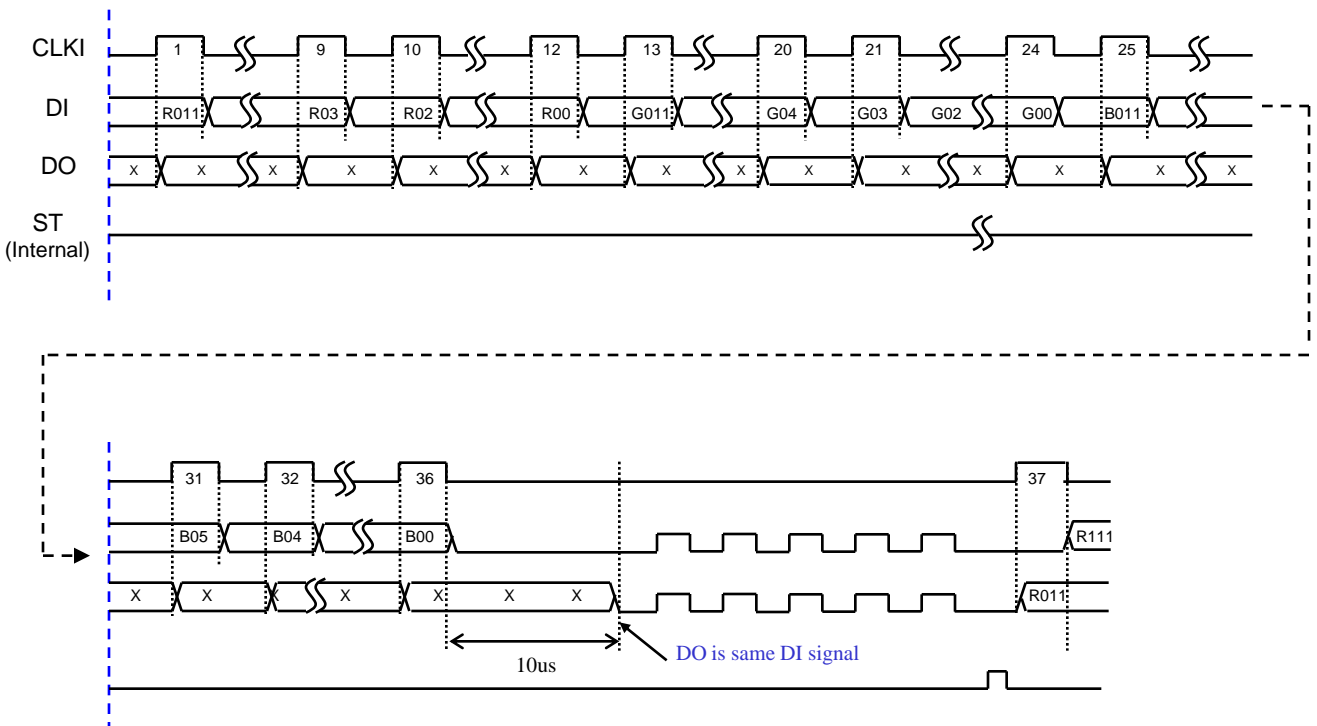 CLKI 1 9 10 12 13 20 21 24 25
DI R011 R03 R02 R00 G011 G04 G03 G02 G00 B011
DO X X X X X X X X X X X X X X X
ST
(Internal)
31 32 36 37
B05 B04 B00 R111
X X X X X X X R011
10us
DO is same DI signal